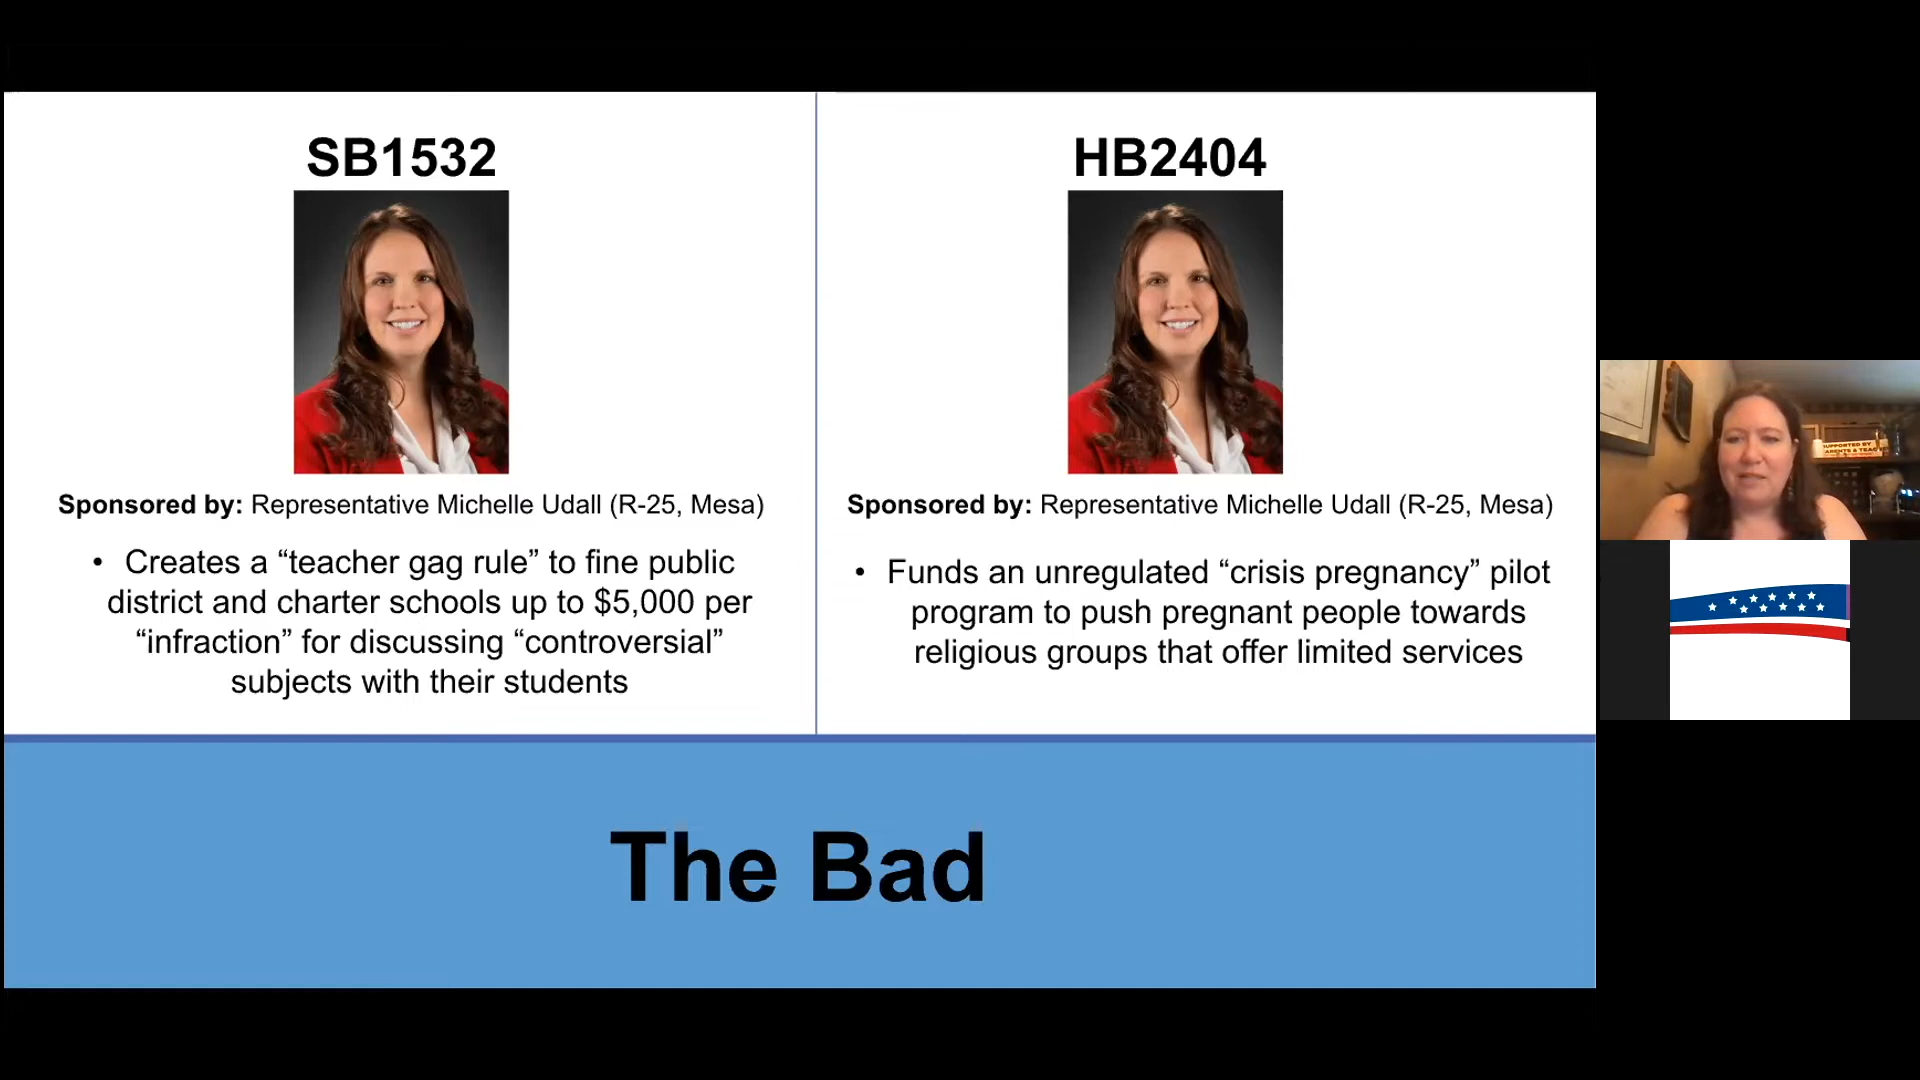 SB1532
Sponsored by: Representative Michelle Udall (R-25, Mesa)
• Creates a “teacher gag rule” to fine public
district and charter schools up to $5,000 per
“infraction” for discussing “controversial”
subjects with their students
HB2404
Sponsored by: Representative Michelle Udall (R-25, Mesa)
• Funds an unregulated “crisis pregnancy” pilot
program to push pregnant people towards
religious groups that offer limited services
The Bad
SUPPORTED BY